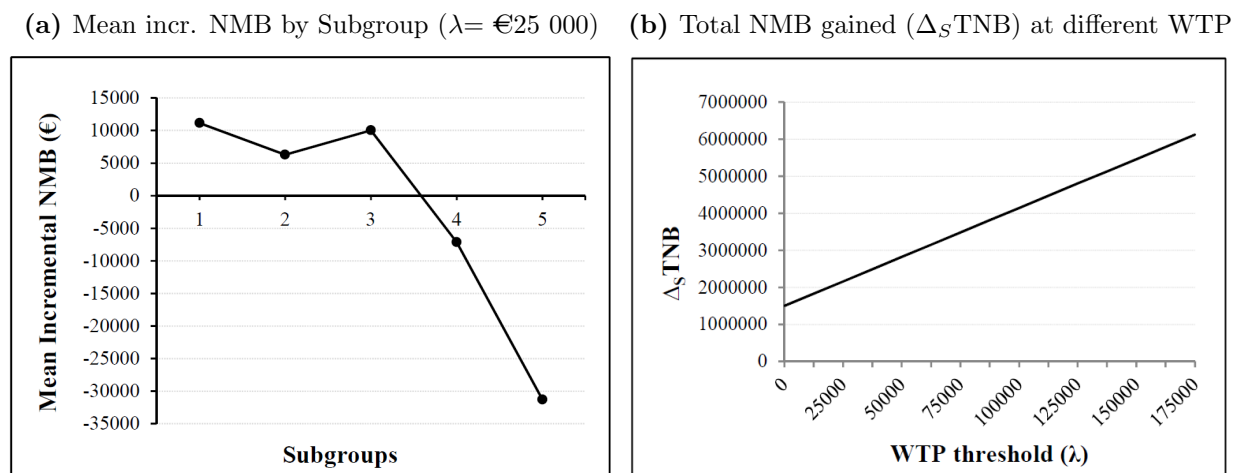 (a) Mean incr. NMB by Subgroup (λ= €25 000)
Mean Incremental NMB (€)
15000
10000
5000
0
-5000
-10000
-15000
-20000
-25000
-30000
-35000
1 2 3 4 5
Subgroups
(b) Total NMB gained (ΔSTNB) at different WTP
ΔSTNB
7000000
6000000
5000000
4000000
3000000
2000000
1000000
0
0 25000 50000 75000 100000 125000 150000 175000
WTP threshold (λ)